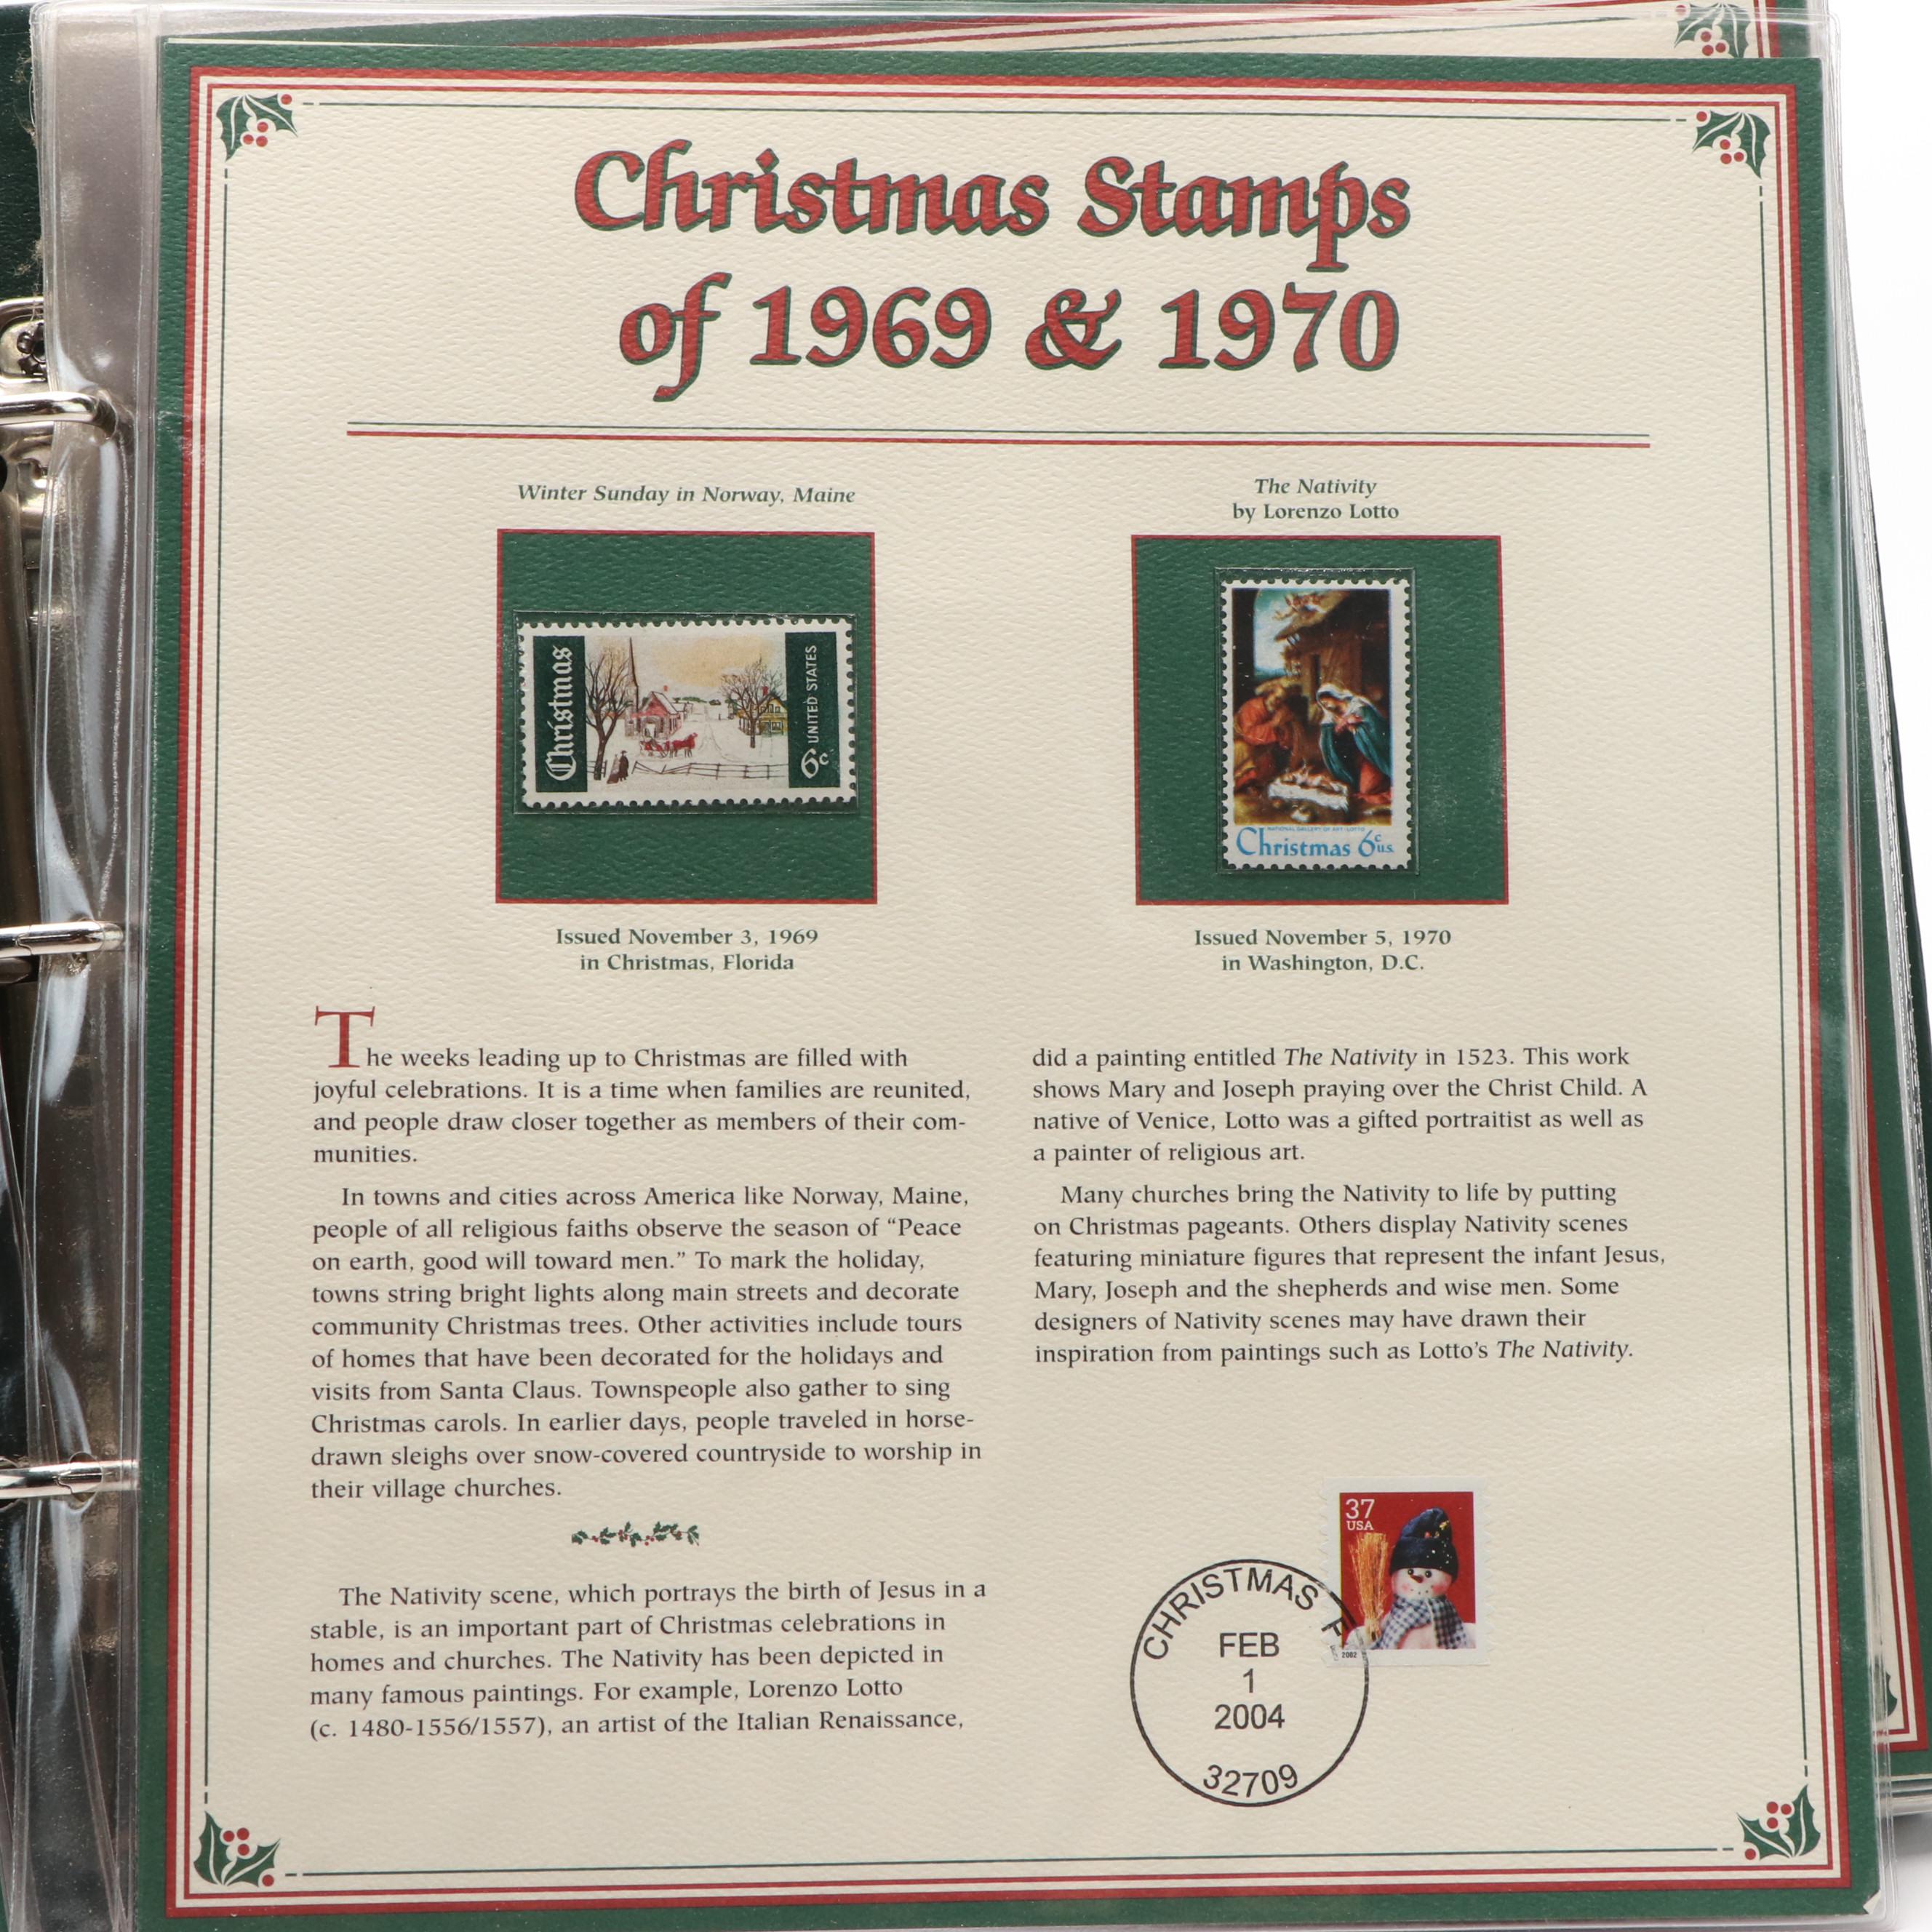 Christmas Stamps
of 1969 & 1970
Winter Sunday in Norway, Maine
Christmas
6c UNITED STATES
Issued November 3, 1969
in Christmas, Florida
The Nativity
by Lorenzo Lotto
NATIONAL GALLERY OF ART LOTTO
Christmas 6c U.S.
Issued November 5, 1970
in Washington, D.C.
The weeks leading up to Christmas are filled with
joyful celebrations. It is a time when families are reunited,
and people draw closer together as members of their com-
munities.
In towns and cities across America like Norway, Maine,
people of all religious faiths observe the season of “Peace
on earth, good will toward men.” To mark the holiday,
towns string bright lights along main streets and decorate
community Christmas trees. Other activities include tours
of homes that have been decorated for the holidays and
visits from Santa Claus. Townspeople also gather to sing
Christmas carols. In earlier days, people traveled in horse-
drawn sleighs over snow-covered countryside to worship in
their village churches.
The Nativity scene, which portrays the birth of Jesus in a
stable, is an important part of Christmas celebrations in
homes and churches. The Nativity has been depicted in
many famous paintings. For example, Lorenzo Lotto
(c. 1480-1556/1557), an artist of the Italian Renaissance,
did a painting entitled The Nativity in 1523. This work
shows Mary and Joseph praying over the Christ Child. A
native of Venice, Lotto was a gifted portraitist as well as
a painter of religious art.
Many churches bring the Nativity to life by putting
on Christmas pageants. Others display Nativity scenes
featuring miniature figures that represent the infant Jesus,
Mary, Joseph and the shepherds and wise men. Some
designers of Nativity scenes may have drawn their
inspiration from paintings such as Lotto’s The Nativity.
37
USA
2002
CHRISTMAS F
FEB
1
2004
32709